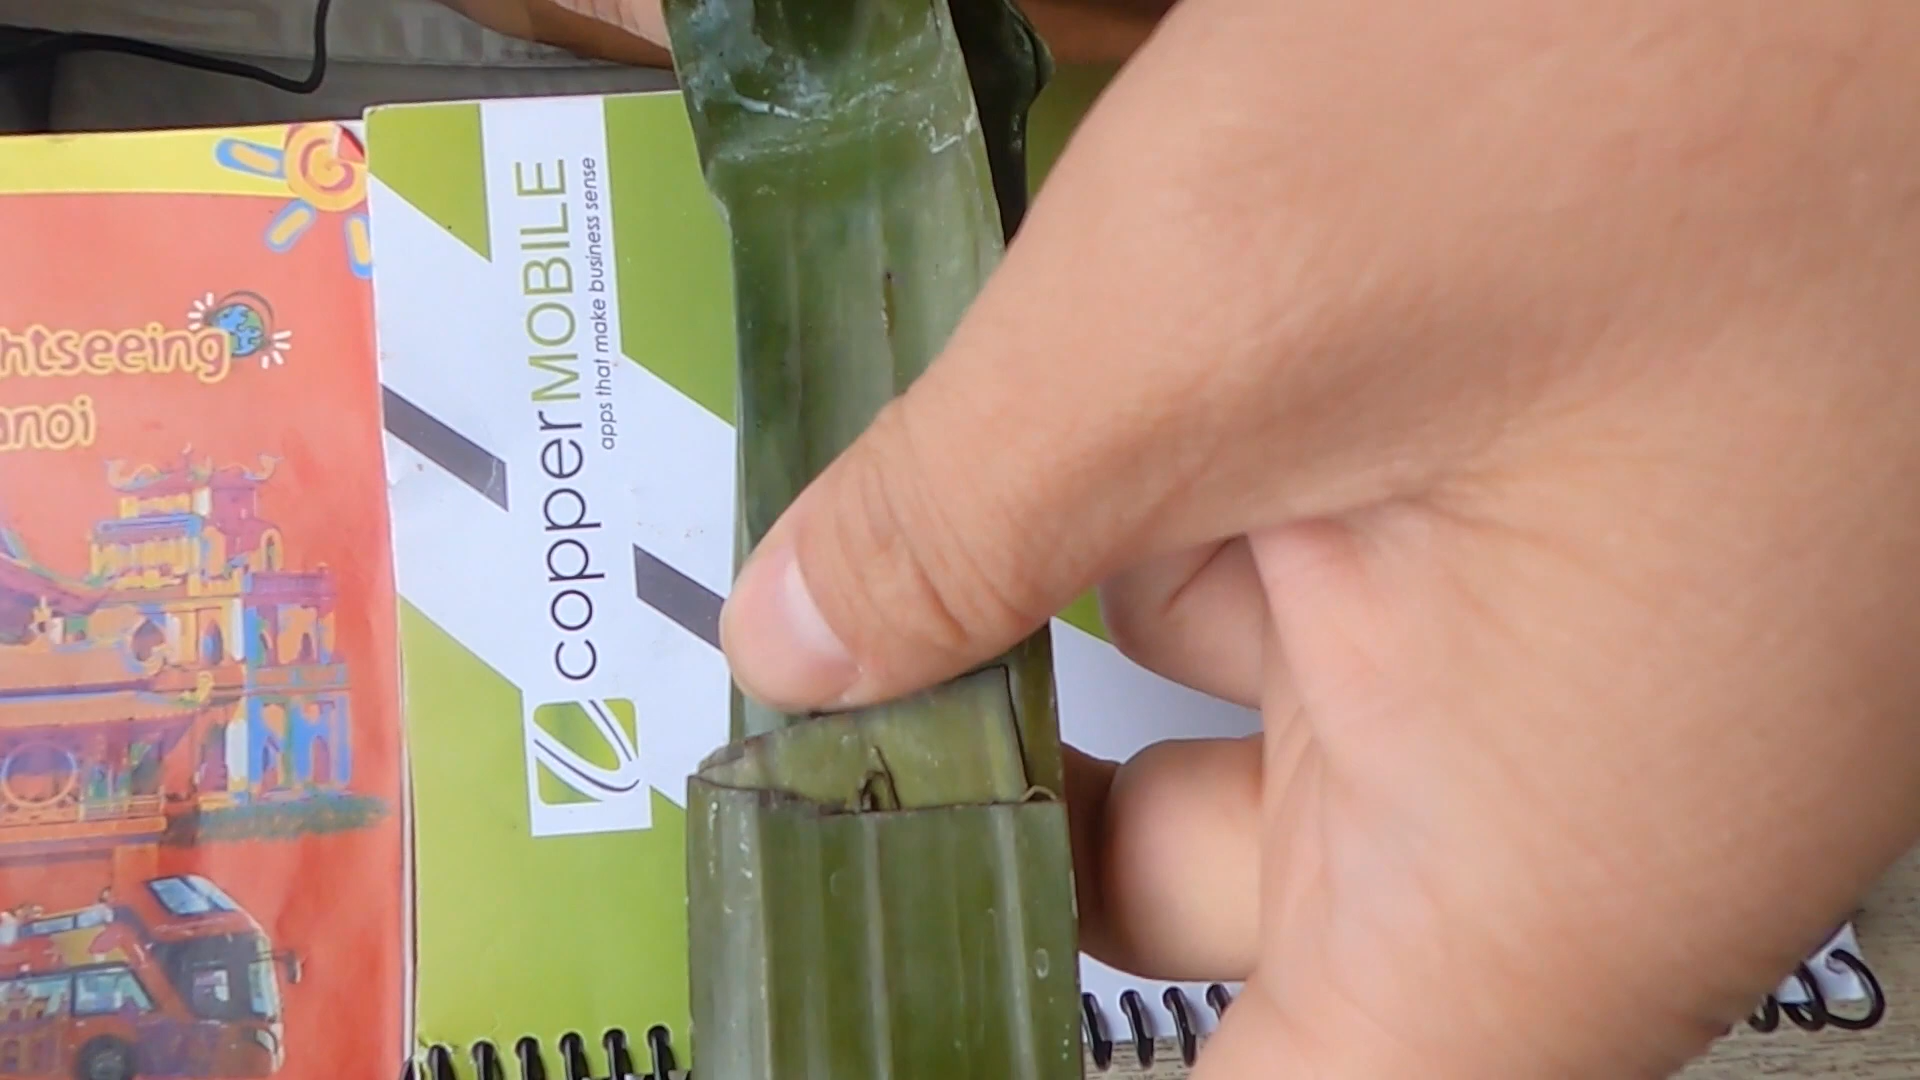 htseeing
anoi
copperMOBILE
apps that make business sense